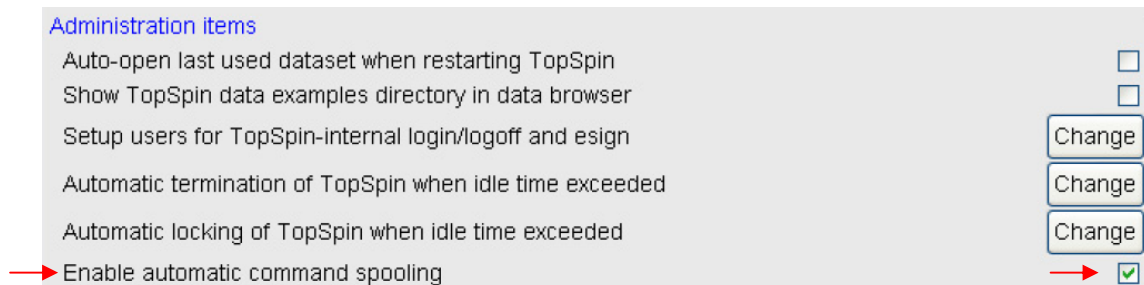 Administration items
Auto-open last used dataset when restarting TopSpin
Show TopSpin data examples directory in data browser
Setup users for TopSpin-internal login/logoff and esign Change
Automatic termination of TopSpin when idle time exceeded Change
Automatic locking of TopSpin when idle time exceeded Change
Enable automatic command spooling